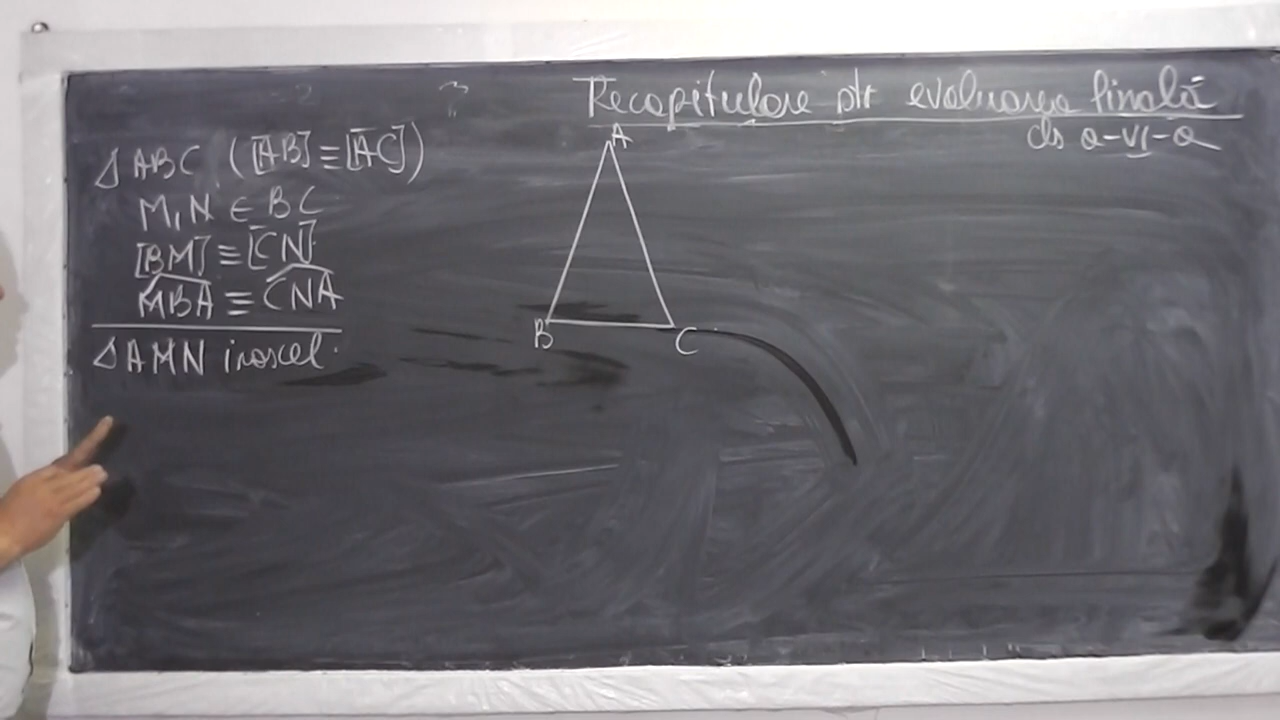 Recapitulare ptr evaluarea finală
cls a-VI-a
△ABC ([AB] ≡ [AC])
M, N ∈ BC
[BM] ≡ [CN]
MBA ≡ CNA
△AMN isoscel.
A
B
C